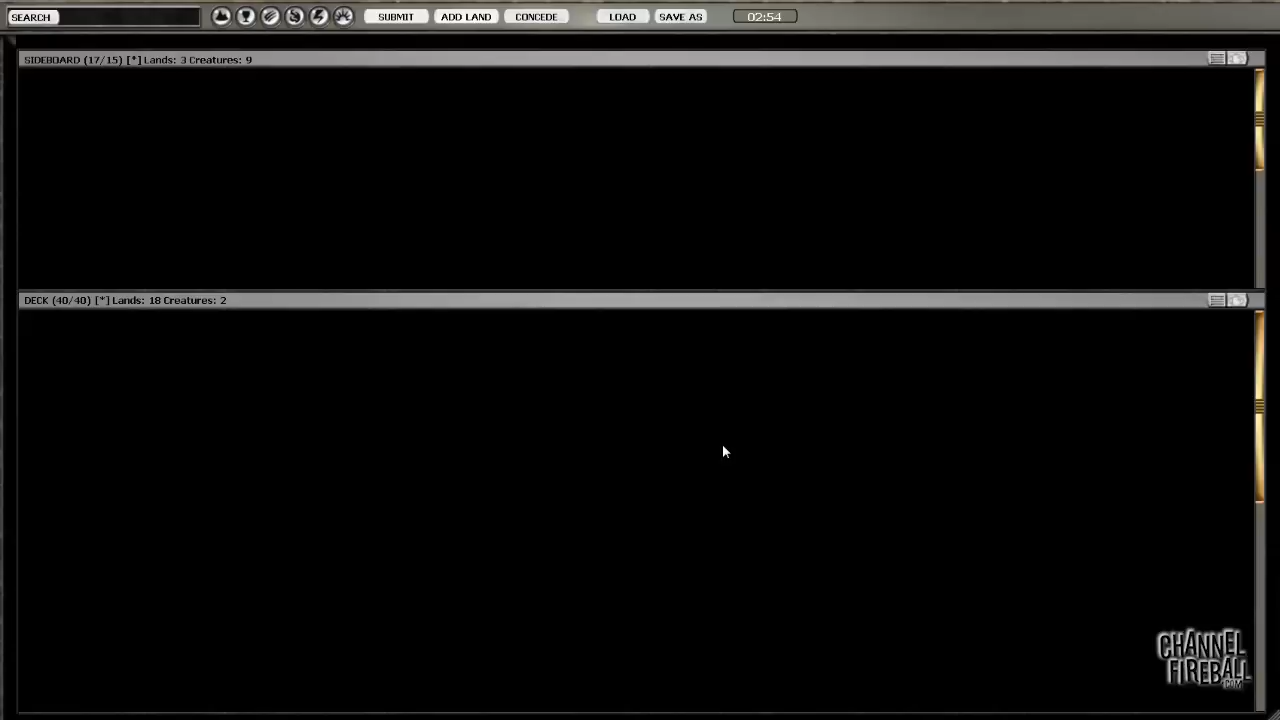 SEARCH SUBMIT ADD LAND CONCEDE LOAD SAVE AS 02:54
SIDEBOARD (17/15) [*] Lands: 3 Creatures: 9
DECK (40/40) [*] Lands: 18 Creatures: 2
CHANNEL
FIREBALL
.COM